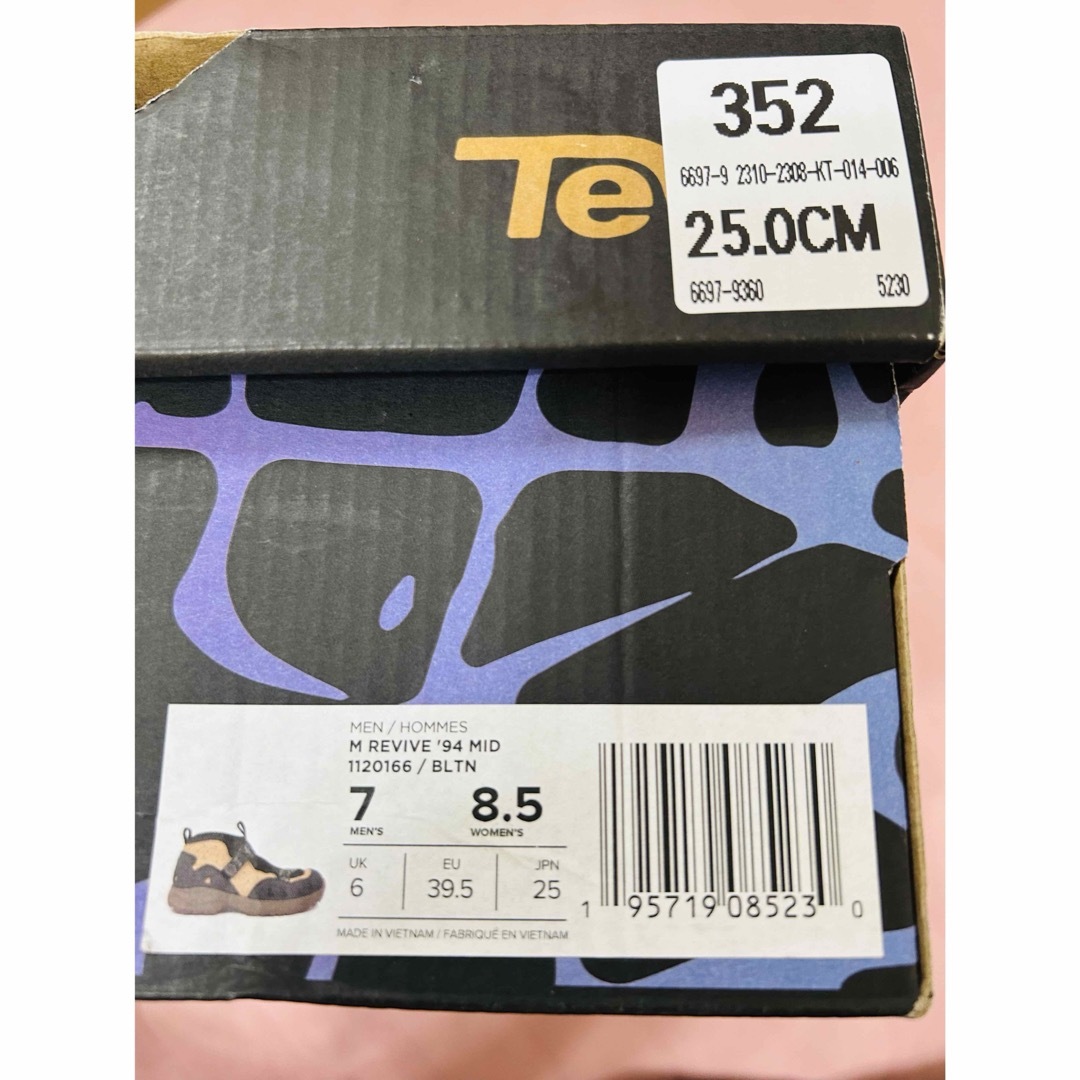 Te
352
6697-9 2310-2308-KT-014-006
25.0CM
6697-9360 5230
MEN / HOMMES
M REVIVE '94 MID
1120166 / BLTN
7 8.5
MEN'S WOMEN'S
UK EU JPN
6 39.5 25
MADE IN VIETNAM / FABRIQUÉ EN VIETNAM
1 95719 08523 0